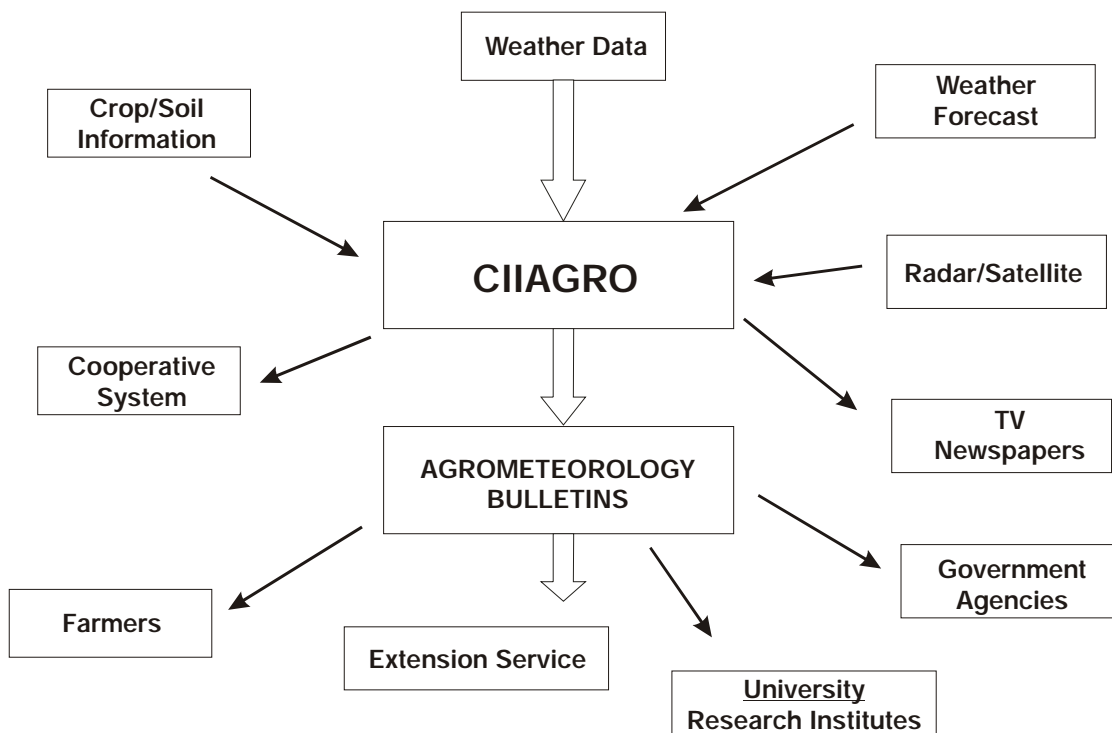 Weather Data
Crop/Soil
Information
Weather
Forecast
CIIAGRO
Radar/Satellite
Cooperative
System
TV
Newspapers
AGROMETEOROLOGY
BULLETINS
Government
Agencies
Farmers
Extension Service
University
Research Institutes